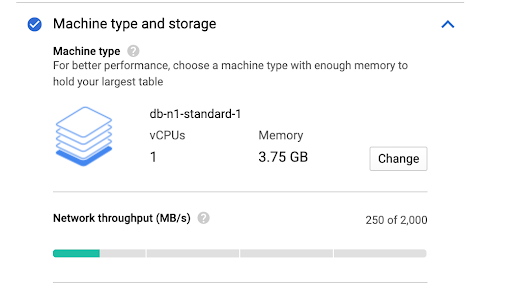 Machine type and storage
Machine type
For better performance, choose a machine type with enough memory to
hold your largest table
db-n1-standard-1
vCPUs Memory
1 3.75 GB
Change
Network throughput (MB/s)
250 of 2,000